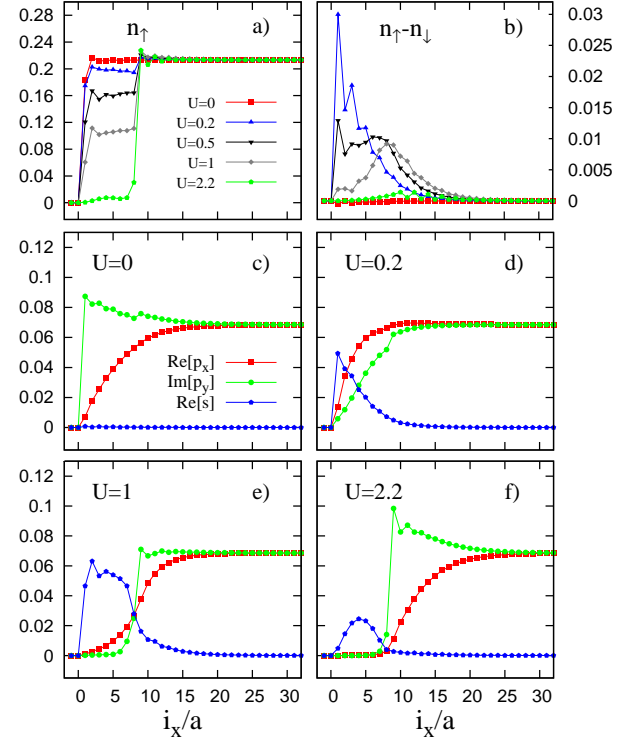 n↑ a)
0.28
0.24
0.2
0.16
0.12
0.08
0.04
0
U=0
U=0.2
U=0.5
U=1
U=2.2
n↑-n↓ b)
0.03
0.025
0.02
0.015
0.01
0.005
0
U=0 c)
0.12
0.1
0.08
0.06
0.04
0.02
0
Re[px]
Im[py]
Re[s]
U=0.2 d)
U=1 e)
0.12
0.1
0.08
0.06
0.04
0.02
0
0 5 10 15 20 25 30
ix/a
U=2.2 f)
0 5 10 15 20 25 30
ix/a